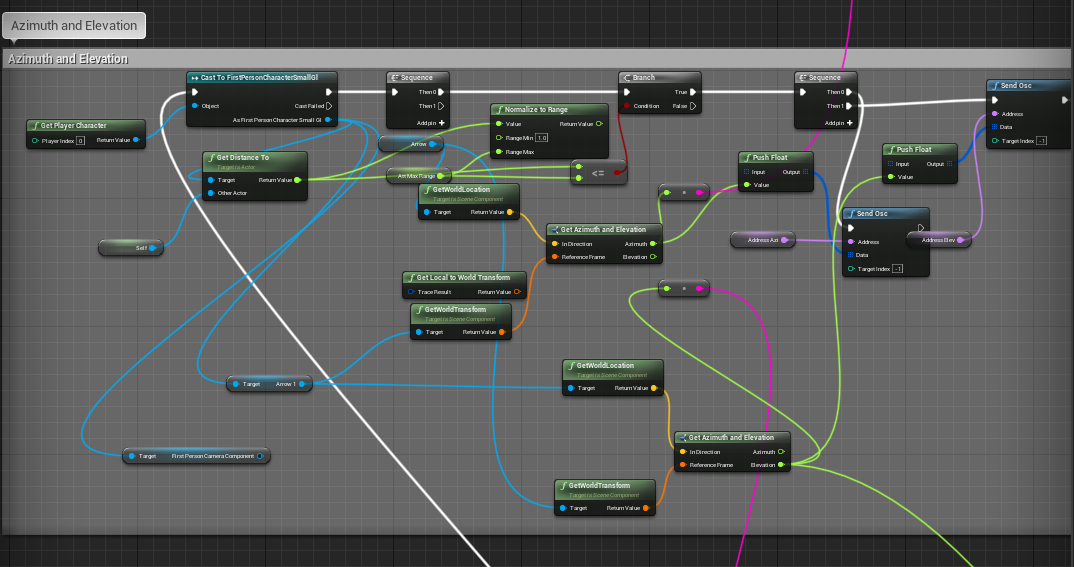 Azimuth and Elevation
Azimuth and Elevation
Cast To FirstPersonCharacterSmallGI
Object
Cast Failed
As First Person Character Small GI
Sequence
Then 0
Then 1
Add pin +
Branch
True
Condition
False
Sequence
Then 0
Then 1
Add pin +
Send Osc
Address
Data
Target Index -1
Get Player Character
Player Index 0
Return Value
Normalize to Range
Value
Return Value
Range Min 1.0
Range Max
Arrow
Get Distance To
Target is Actor
Target
Return Value
Other Actor
Act Max Range
<=
Push Float
Input
Output
Value
Push Float
Input
Output
Value
GetWorldLocation
Target is Scene Component
Target
Return Value
Self
Get Azimuth and Elevation
In Direction
Azimuth
Reference Frame
Elevation
Address Azi
Send Osc
Address
Data
Target Index -1
Address Elev
Get Local to World Transform
Trace Result
Return Value
GetWorldTransform
Target is Scene Component
Target
Return Value
Target
Arrow 1
GetWorldLocation
Target is Scene Component
Target
Return Value
Target
First Person Camera Component
Get Azimuth and Elevation
In Direction
Azimuth
Reference Frame
Elevation
GetWorldTransform
Target is Scene Component
Target
Return Value